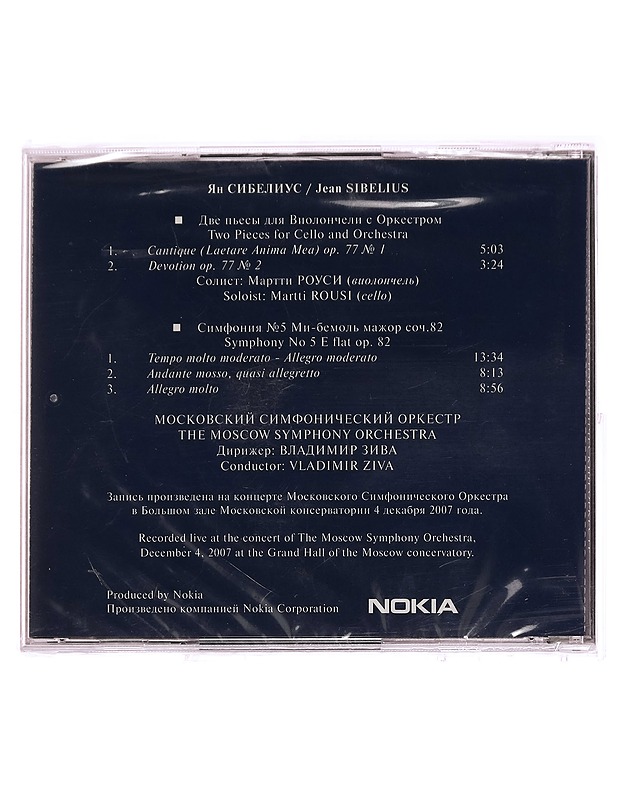 Ян СИБЕЛИУС / Jean SIBELIUS
Две пьесы для Виолончели с Оркестром
Two Pieces for Cello and Orchestra
1. Cantique (Laetare Anima Mea) op. 77 № 1 5:03
2. Devotion op. 77 № 2 3:24
Солист: Мартти РОУСИ (виолончель)
Soloist: Martti ROUSI (cello)
Симфония №5 Ми-бемоль мажор соч.82
Symphony No 5 E flat op. 82
1. Tempo molto moderato - Allegro moderato 13:34
2. Andante mosso, quasi allegretto 8:13
3. Allegro molto 8:56
МОСКОВСКИЙ СИМФОНИЧЕСКИЙ ОРКЕСТР
THE MOSCOW SYMPHONY ORCHESTRA
Дирижер: ВЛАДИМИР ЗИВА
Conductor: VLADIMIR ZIVA
Запись произведена на концерте Московского Симфонического Оркестра
в Большом зале Московской консерватории 4 декабря 2007 года.
Recorded live at the concert of The Moscow Symphony Orchestra,
December 4, 2007 at the Grand Hall of the Moscow concervatory.
Produced by Nokia
Произведено компанией Nokia Corporation
NOKIA